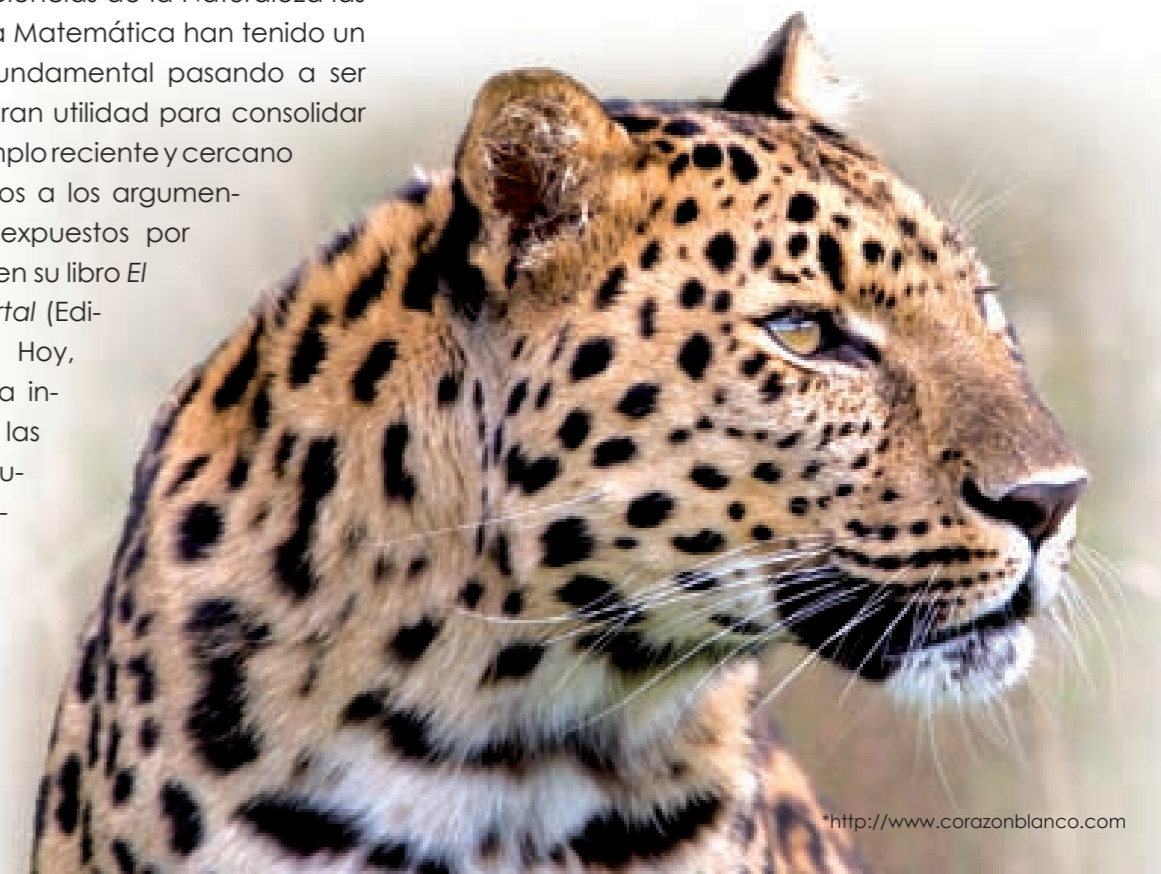 Matemática han tenido un
undamental pasando a ser
ran utilidad para consolidar
mplo reciente y cercano
os a los argumen-
expuestos por
en su libro El
rtal (Edi-
Hoy,
a in-
las
u-
-
*http://www.corazonblanco.com